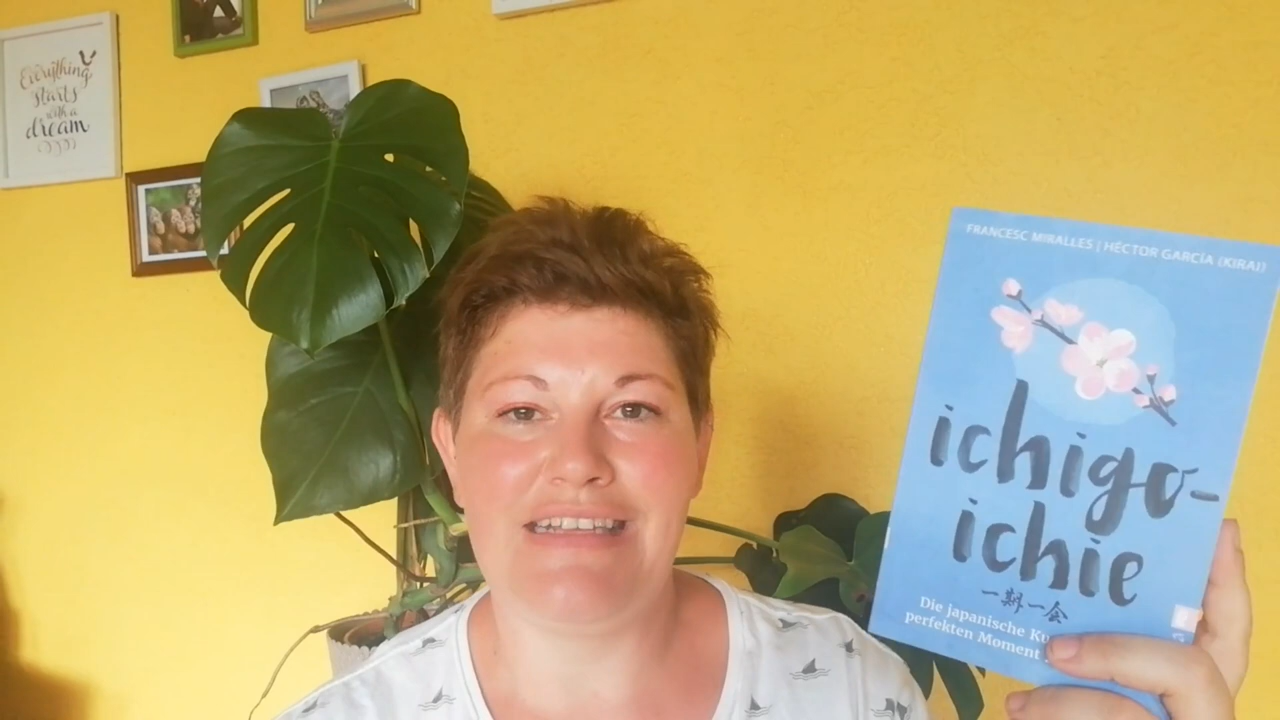 Everything
starts
with a
dream
FRANCESC MIRALLES | HÉCTOR GARCÍA (KIRAI)
ichigo-
ichie
一期一会
Die japanische
perfekten Moment